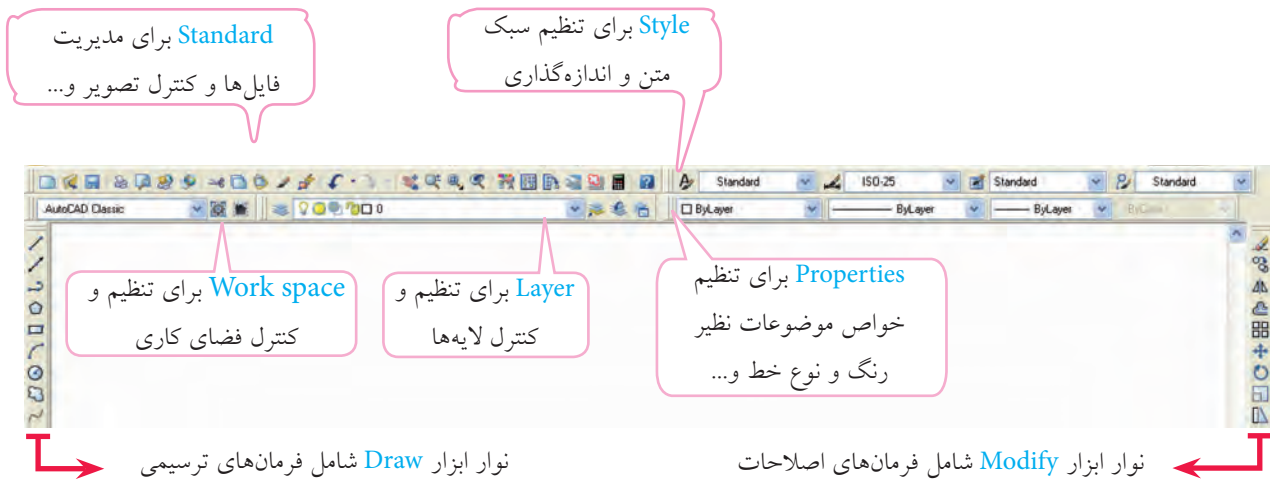 Standard برای مدیریت
فایل‌ها و کنترل تصویر و...
Style برای تنظیم سبک
متن و اندازه‌گذاری
Standard
ISO-25
Standard
Standard
AutoCAD Classic
0
ByLayer
ByLayer
ByLayer
Work space برای تنظیم و
کنترل فضای کاری
Layer برای تنظیم و
کنترل لایه‌ها
Properties برای تنظیم
خواص موضوعات نظیر
رنگ و نوع خط و...
نوار ابزار Modify شامل فرمان‌های اصلاحات
نوار ابزار Draw شامل فرمان‌های ترسیمی